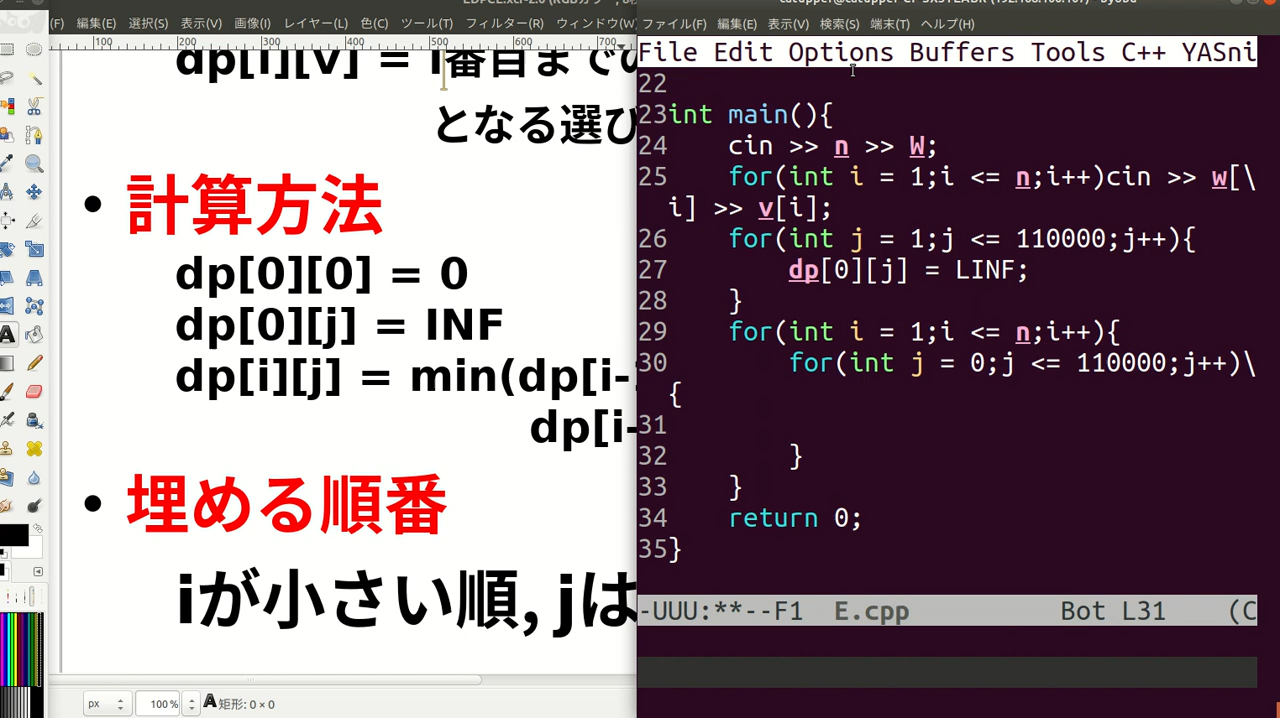 (F) 編集(E) 選択(S) 表示(V) 画像(I) レイヤー(L) 色(C) ツール(T) フィルター(R) ウィンドウ(W)
100 200 300 400 500 600 700
dp[i][v] = i番目までの
となる選び
• 計算方法
dp[0][0] = 0
dp[0][j] = INF
dp[i][j] = min(dp[i-
dp[i-
• 埋める順番
iが小さい順, jは
px 100 % A 矩形: 0 × 0
ファイル(F) 編集(E) 表示(V) 検索(S) 端末(T) ヘルプ(H)
File Edit Options Buffers Tools C++ YASni
22
23int main(){
24    cin >> n >> W;
25    for(int i = 1;i <= n;i++)cin >> w[\
i] >> v[i];
26    for(int j = 1;j <= 110000;j++){
27        dp[0][j] = LINF;
28    }
29    for(int i = 1;i <= n;i++){
30        for(int j = 0;j <= 110000;j++)\
{
31
32        }
33    }
34    return 0;
35}
-UUU:**--F1  E.cpp          Bot L31    (C